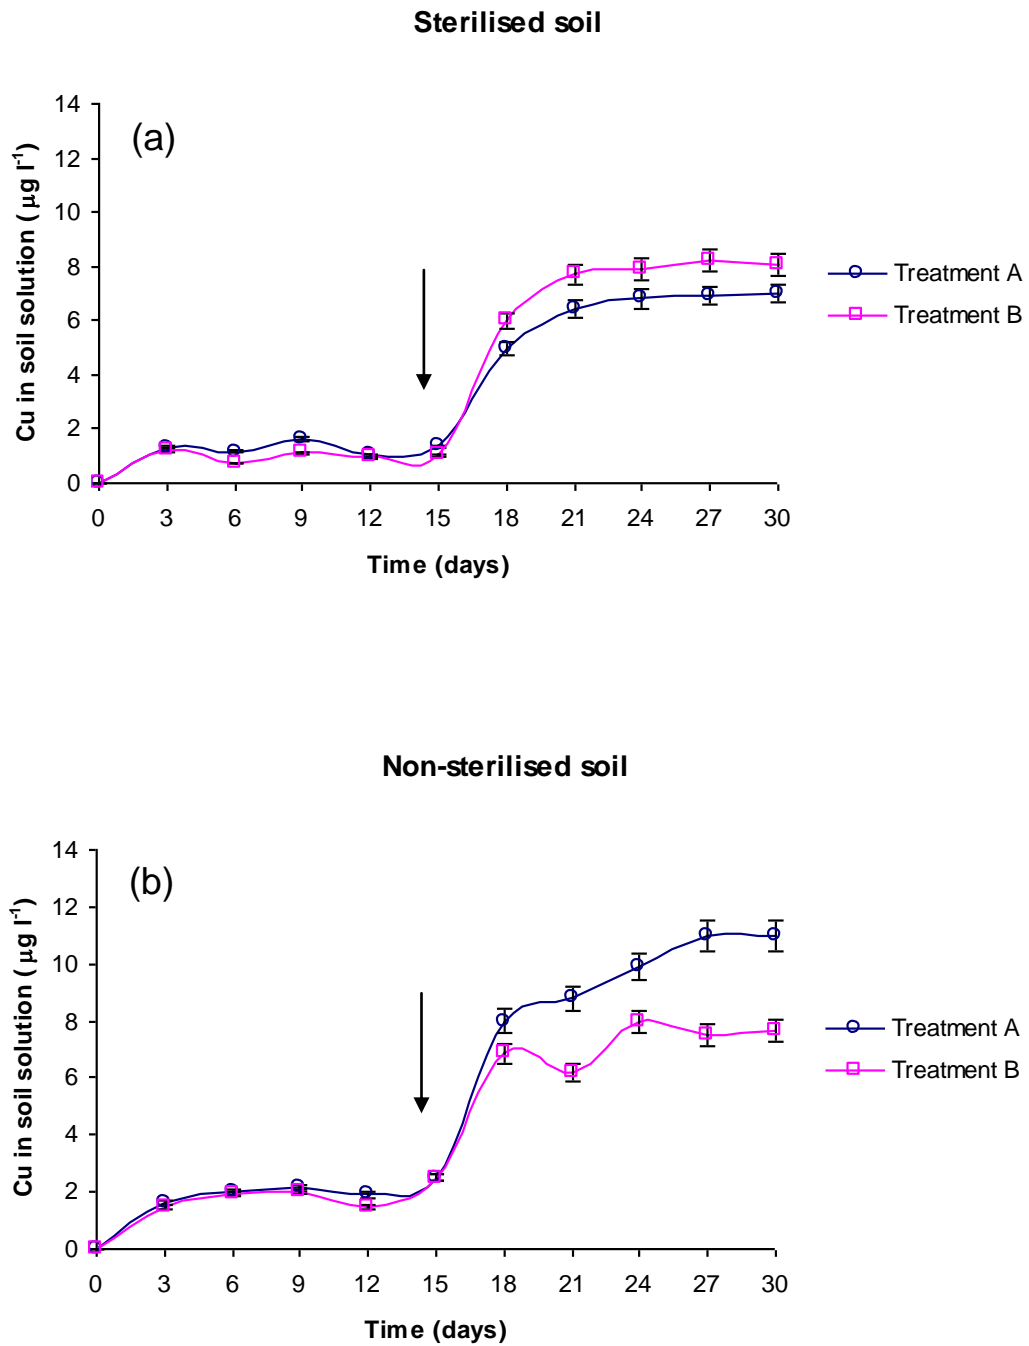 Sterilised soil
14
12
10
8
6
4
2
0
(a)
Cu in soil solution (µg l⁻¹)
Treatment A
Treatment B
0 3 6 9 12 15 18 21 24 27 30
Time (days)
Non-sterilised soil
14
12
10
8
6
4
2
0
(b)
Cu in soil solution (µg l⁻¹)
Treatment A
Treatment B
0 3 6 9 12 15 18 21 24 27 30
Time (days)